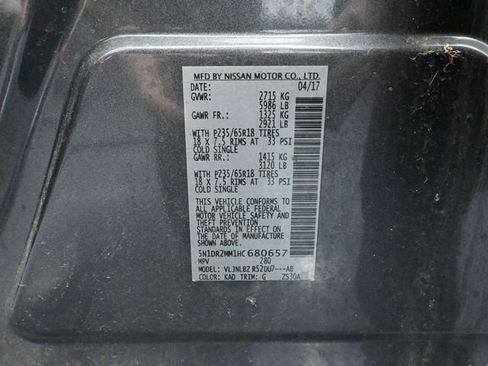 MFD BY NISSAN MOTOR CO., LTD.
DATE: 04/17
GVWR: 2715 KG
5986 LB
GAWR FR.: 1325 KG
2921 LB
WITH P235/65R18 TIRES
18 X 7.5 RIMS AT 33 PSI
COLD SINGLE
GAWR RR.: 1415 KG
3120 LB
WITH P235/65R18 TIRES
18 X 7.5 RIMS AT 33 PSI
COLD SINGLE
THIS VEHICLE CONFORMS TO
ALL APPLICABLE FEDERAL
MOTOR VEHICLE SAFETY AND
THEFT PREVENTION
STANDARDS IN EFFECT ON
THE DATE OF MANUFACTURE
SHOWN ABOVE.
5N1DR2MM1HC680657
MPV 280
MODEL: VLJNLBZ R52DU7---AB
COLOR: KAD TRIM: G ZS30A